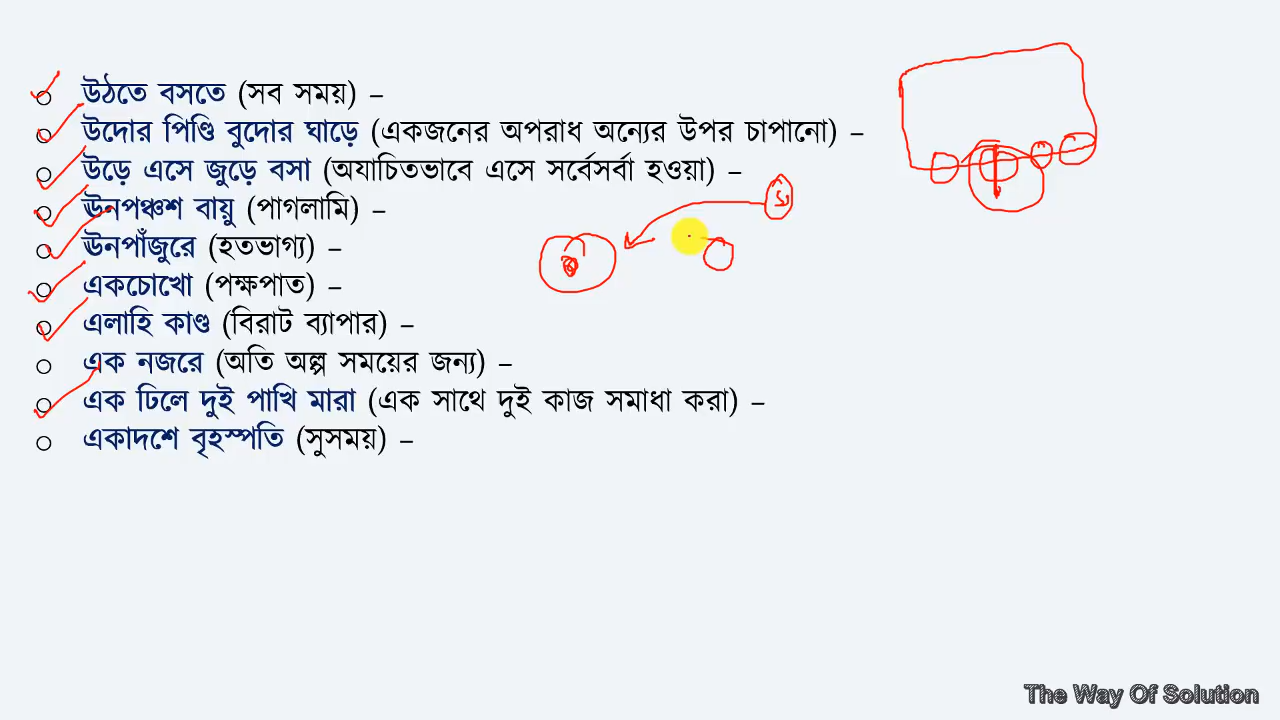 উঠতে বসতে (সব সময়) –
উদোর পিণ্ডি বুদোর ঘাড়ে (একজনের অপরাধ অন্যের উপর চাপানো) –
উড়ে এসে জুড়ে বসা (অযাচিতভাবে এসে সর্বেসর্বা হওয়া) –
ঊনপঞ্চশ বায়ু (পাগলামি) –
ঊনপাঁজুরে (হতভাগ্য) –
একচোখো (পক্ষপাত) –
এলাহি কাণ্ড (বিরাট ব্যাপার) –
এক নজরে (অতি অল্প সময়ের জন্য) –
এক ঢিলে দুই পাখি মারা (এক সাথে দুই কাজ সমাধা করা) –
একাদশে বৃহস্পতি (সুসময়) –
The Way Of Solution